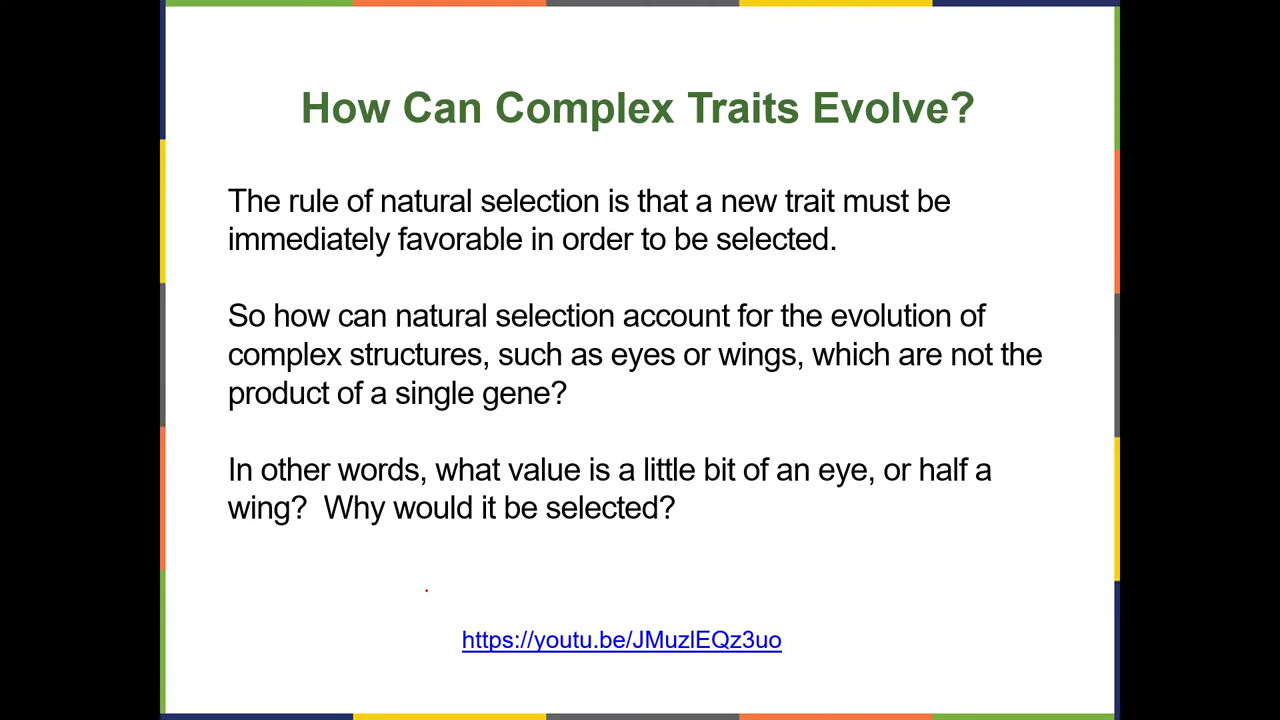 How Can Complex Traits Evolve?
The rule of natural selection is that a new trait must be
immediately favorable in order to be selected.
So how can natural selection account for the evolution of
complex structures, such as eyes or wings, which are not the
product of a single gene?
In other words, what value is a little bit of an eye, or half a
wing?  Why would it be selected?
https://youtu.be/JMuzlEQz3uo